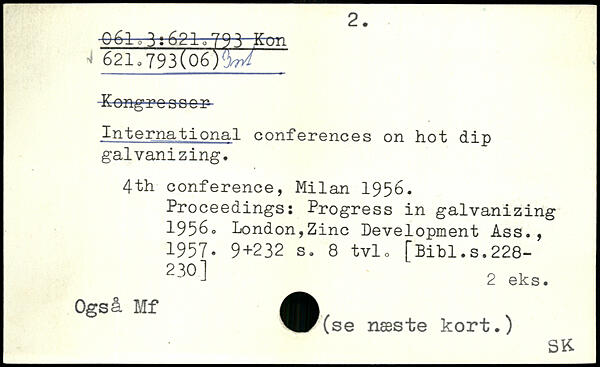 2.
061.3:621.793 Kon
621.793(06) Int
Kongresser
International conferences on hot dip
galvanizing.
4th conference, Milan 1956.
Proceedings: Progress in galvanizing
1956. London,Zinc Development Ass.,
1957. 9+232 s. 8 tvl. [Bibl.s.228-
230]
2 eks.
Også Mf
(se næste kort.)
SK